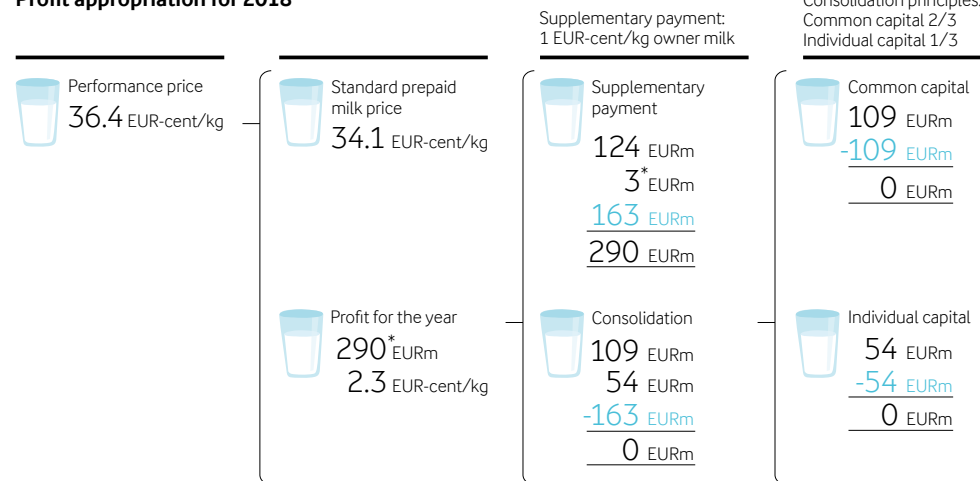 Profit appropriation for 2018
Supplementary payment:
1 EUR-cent/kg owner milk
Consolidation principles:
Common capital 2/3
Individual capital 1/3
Performance price
36.4 EUR-cent/kg
Standard prepaid
milk price
34.1 EUR-cent/kg
Profit for the year
290* EURm
2.3 EUR-cent/kg
Supplementary
payment
124 EURm
3* EURm
163 EURm
290 EURm
Consolidation
109 EURm
54 EURm
-163 EURm
0 EURm
Common capital
109 EURm
-109 EURm
0 EURm
Individual capital
54 EURm
-54 EURm
0 EURm